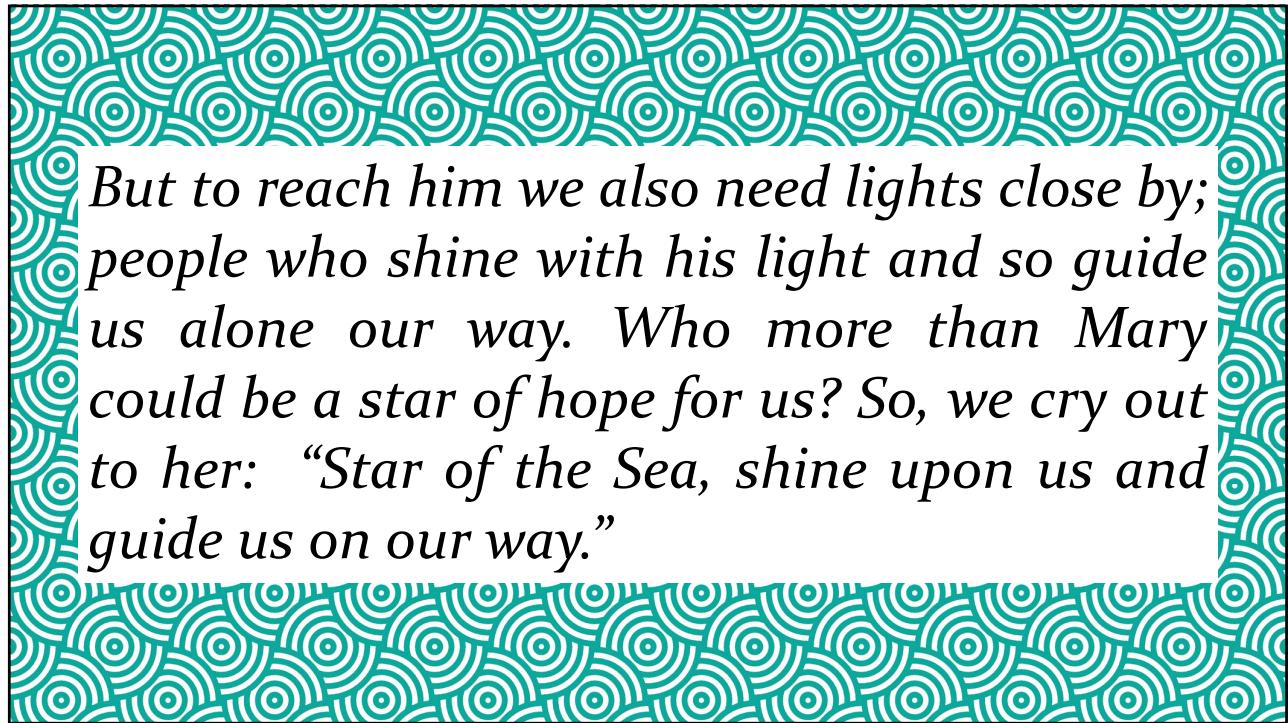 But to reach him we also need lights close by;
people who shine with his light and so guide
us alone our way. Who more than Mary
could be a star of hope for us? So, we cry out
to her:  “Star of the Sea, shine upon us and
guide us on our way.”